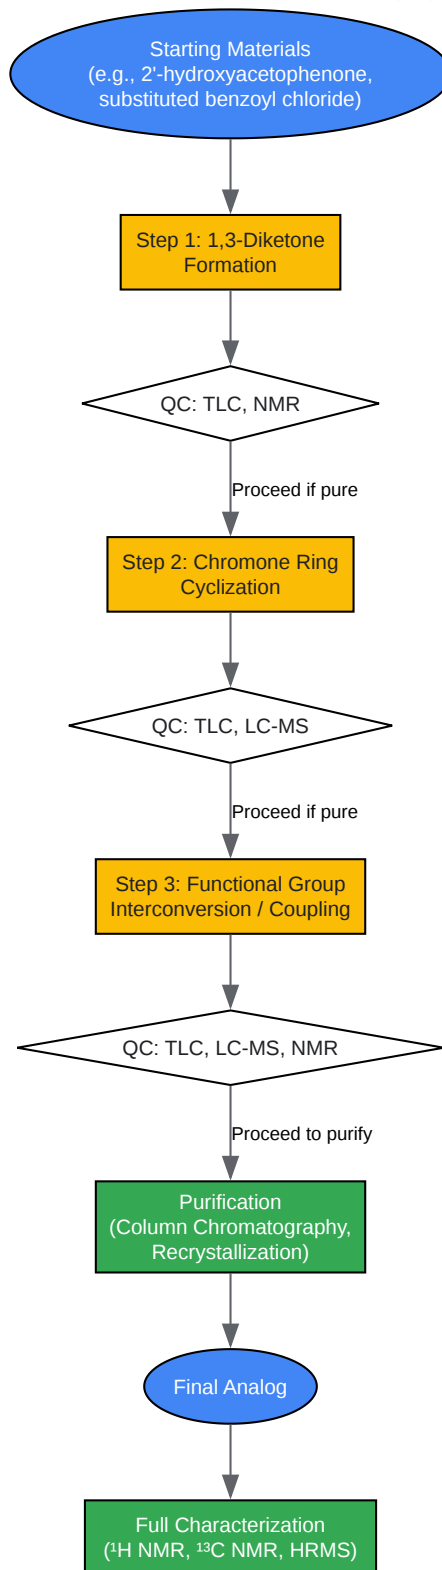 Starting Materials
(e.g., 2'-hydroxyacetophenone,
substituted benzoyl chloride)
Step 1: 1,3-Diketone
Formation
QC: TLC, NMR
Proceed if pure
Step 2: Chromone Ring
Cyclization
QC: TLC, LC-MS
Proceed if pure
Step 3: Functional Group
Interconversion / Coupling
QC: TLC, LC-MS, NMR
Proceed to purify
Purification
(Column Chromatography,
Recrystallization)
Final Analog
Full Characterization
(¹H NMR, ¹³C NMR, HRMS)